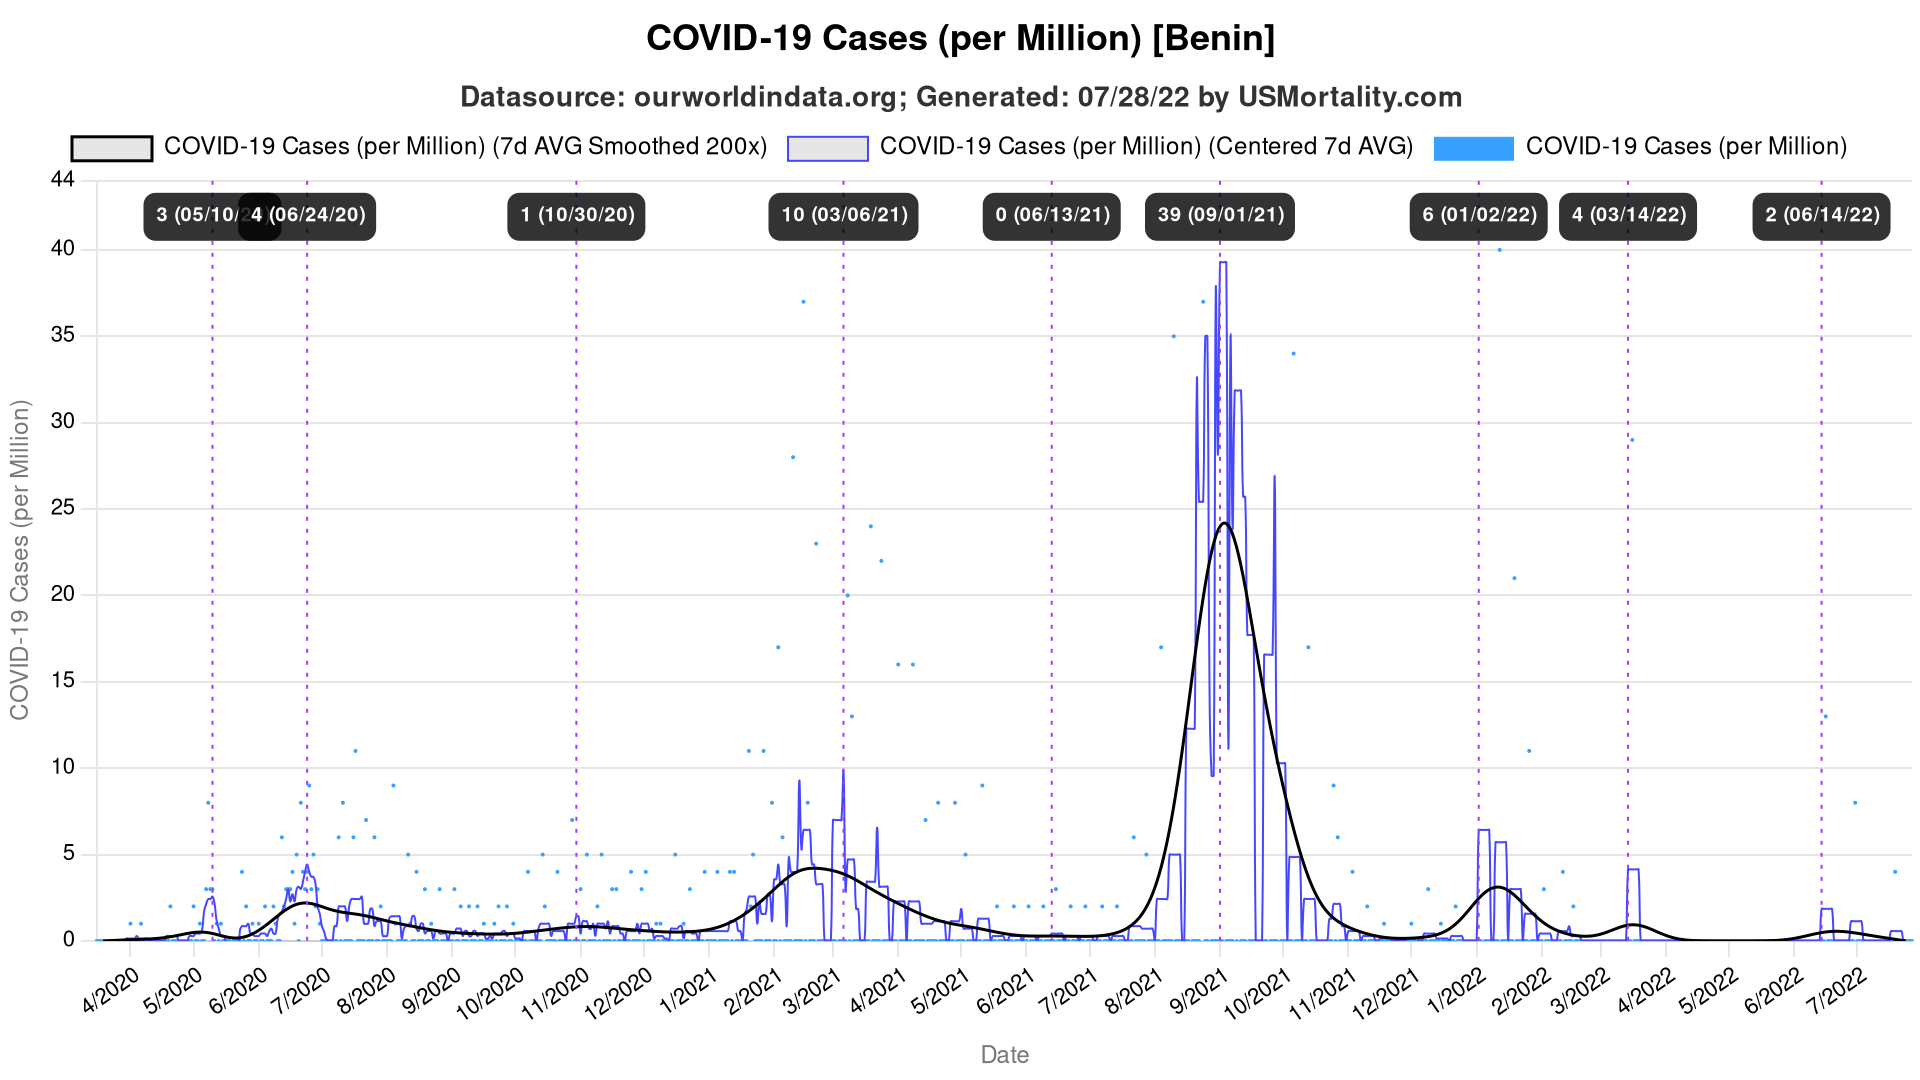 COVID-19 Cases (per Million) [Benin]
Datasource: ourworldindata.org; Generated: 07/28/22 by USMortality.com
COVID-19 Cases (per Million) (7d AVG Smoothed 200x) COVID-19 Cases (per Million) (Centered 7d AVG) COVID-19 Cases (per Million)
44
3 (05/10/ 4 (06/24/20) 1 (10/30/20) 10 (03/06/21) 0 (06/13/21) 39 (09/01/21) 6 (01/02/22) 4 (03/14/22) 2 (06/14/22)
40
35
30
25
20
15
10
5
0
COVID-19 Cases (per Million)
4/2020 5/2020 6/2020 7/2020 8/2020 9/2020 10/2020 11/2020 12/2020 1/2021 2/2021 3/2021 4/2021 5/2021 6/2021 7/2021 8/2021 9/2021 10/2021 11/2021 12/2021 1/2022 2/2022 3/2022 4/2022 5/2022 6/2022 7/2022
Date